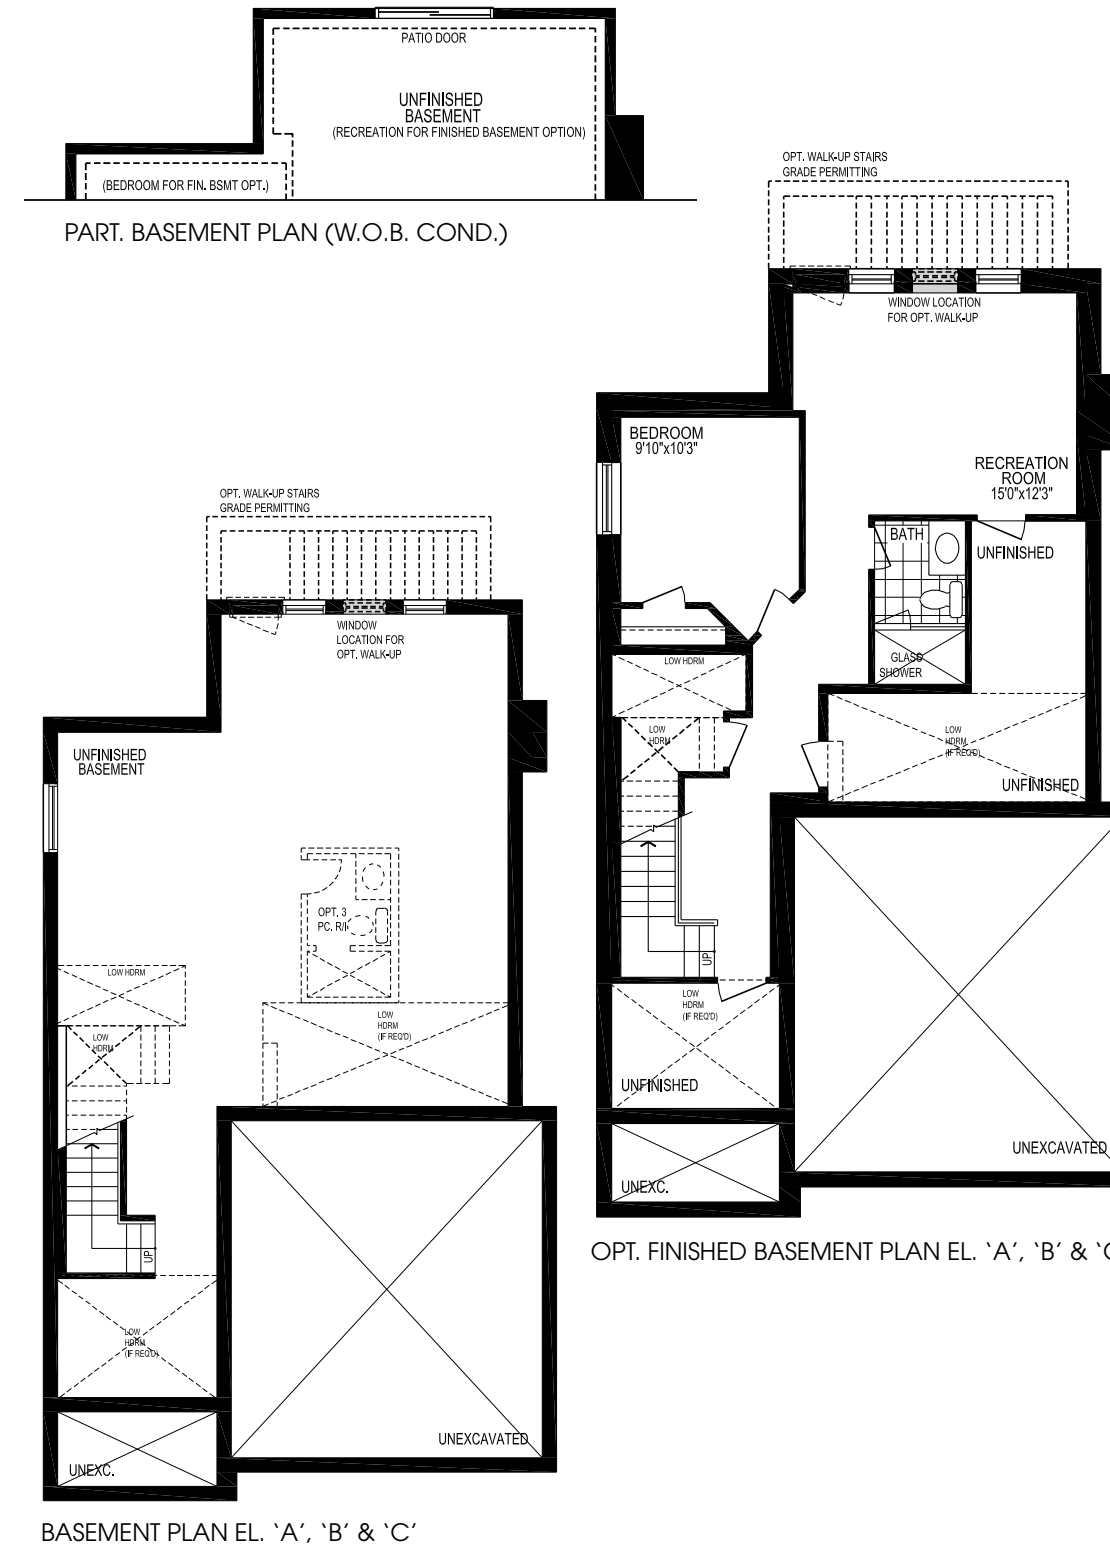 PATIO DOOR
UNFINISHED
BASEMENT
(RECREATION FOR FINISHED BASEMENT OPTION)
(BEDROOM FOR FIN. BSMT OPT.)
PART. BASEMENT PLAN (W.O.B. COND.)
OPT. WALK-UP STAIRS
GRADE PERMITTING
WINDOW LOCATION
FOR OPT. WALK-UP
BEDROOM
9'10"x10'3"
RECREATION
ROOM
15'0"x12'3"
BATH
UNFINISHED
GLASS
SHOWER
LOW HDRM
LOW
HDRM
LOW
HDRM
(IF REQ'D)
UNFINISHED
UP
LOW
HDRM
(IF REQ'D)
UNFINISHED
UNEXCAVATED
UNEXC.
OPT. FINISHED BASEMENT PLAN EL. `A', `B' & `C
OPT. WALK-UP STAIRS
GRADE PERMITTING
WINDOW
LOCATION FOR
OPT. WALK-UP
UNFINISHED
BASEMENT
OPT. 3
PC. R/I
LOW HDRM
LOW
HDRM
LOW
HDRM
(IF REQ'D)
UP
LOW
HDRM
(IF REQ'D)
UNEXCAVATED
UNEXC.
BASEMENT PLAN EL. `A', `B' & `C'